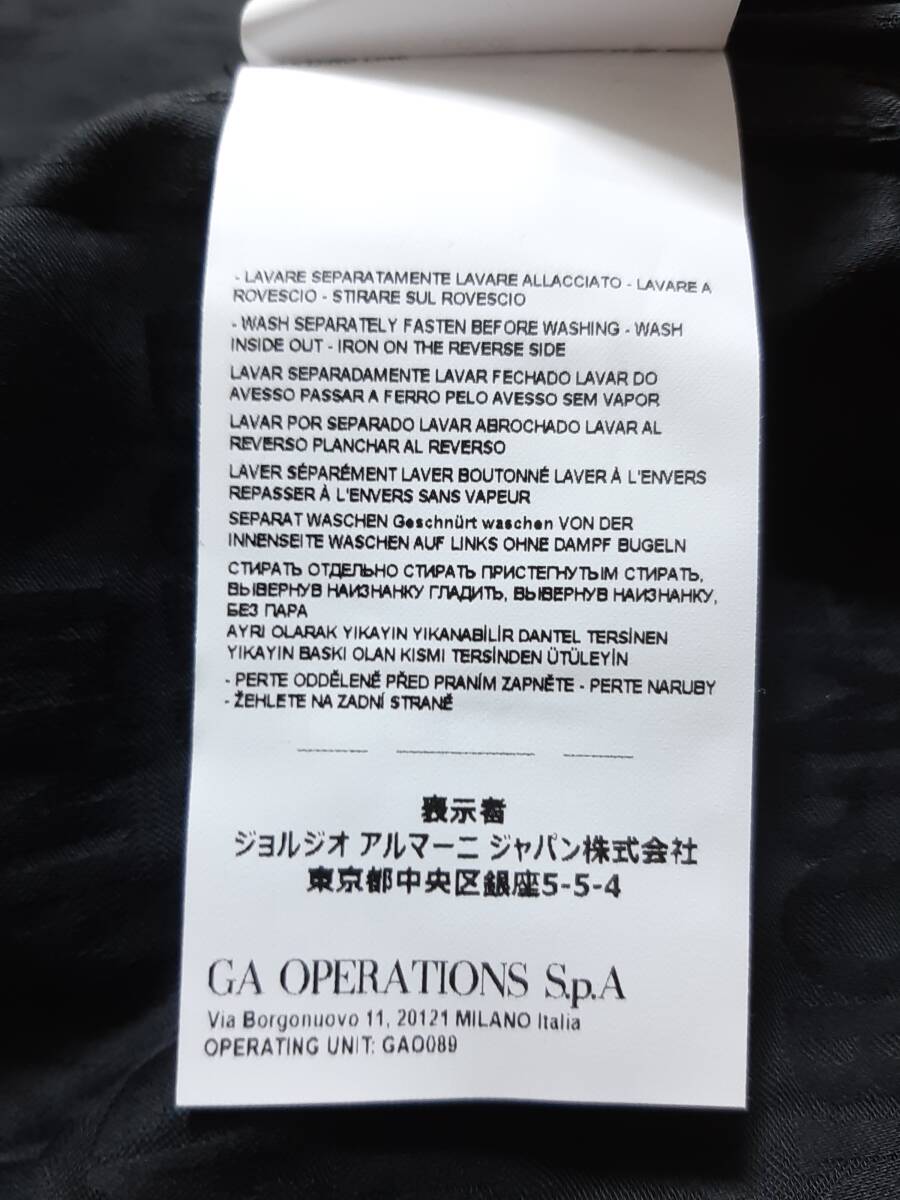 - LAVARE SEPARATAMENTE LAVARE ALLACCIATO - LAVARE A
ROVESCIO - STIRARE SUL ROVESCIO
- WASH SEPARATELY FASTEN BEFORE WASHING - WASH
INSIDE OUT - IRON ON THE REVERSE SIDE
LAVAR SEPARADAMENTE LAVAR FECHADO LAVAR DO
AVESSO PASSAR A FERRO PELO AVESSO SEM VAPOR
LAVAR POR SEPARADO LAVAR ABROCHADO LAVAR AL
REVERSO PLANCHAR AL REVERSO
LAVER SÉPARÉMENT LAVER BOUTONNÉ LAVER À L'ENVERS
REPASSER À L'ENVERS SANS VAPEUR
SEPARAT WASCHEN Geschnürt waschen VON DER
INNENSEITE WASCHEN AUF LINKS OHNE DAMPF BUGELN
СТИРАТЬ ОТДЕЛЬНО СТИРАТЬ ПРИСТЕГНУТЫМ СТИРАТЬ,
ВЫВЕРНУВ НАИЗНАНКУ ГЛАДИТЬ, ВЫВЕРНУВ НАИЗНАНКУ,
БЕЗ ПАРА
AYRI OLARAK YIKAYIN YIKANABİLİR DANTEL TERSİNEN
YIKAYIN BASKI OLAN KISMI TERSİNDEN ÜTÜLEYİN
- PERTE ODDĚLENĚ PŘED PRANÍM ZAPNĚTE - PERTE NARUBY
- ŽEHLETE NA ZADNÍ STRANĚ
表示者
ジョルジオ アルマーニ ジャパン株式会社
東京都中央区銀座5-5-4
GA OPERATIONS S.p.A
Via Borgonuovo 11, 20121 MILANO Italia
OPERATING UNIT: GAO089